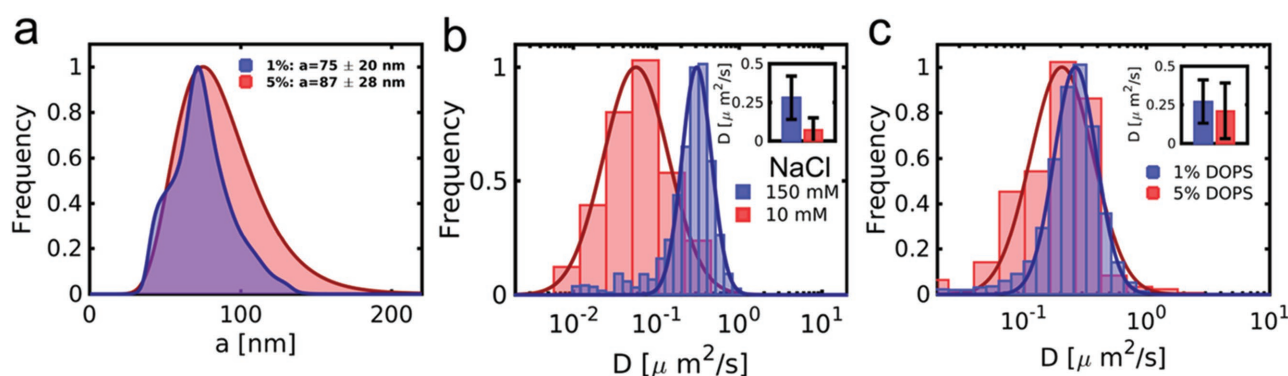 a
Frequency
1
0.8
0.6
0.4
0.2
0
1%: a=75 ± 20 nm
5%: a=87 ± 28 nm
0
100
200
a [nm]
b
Frequency
1
0.5
0
D [μ m²/s]
0.5
0.25
0
NaCl
150 mM
10 mM
10⁻²
10⁻¹
10⁰
10¹
D [μ m²/s]
c
Frequency
1
0.8
0.6
0.4
0.2
0
D [μ m²/s]
0.5
0.25
0
1% DOPS
5% DOPS
10⁻¹
10⁰
10¹
D [μ m²/s]